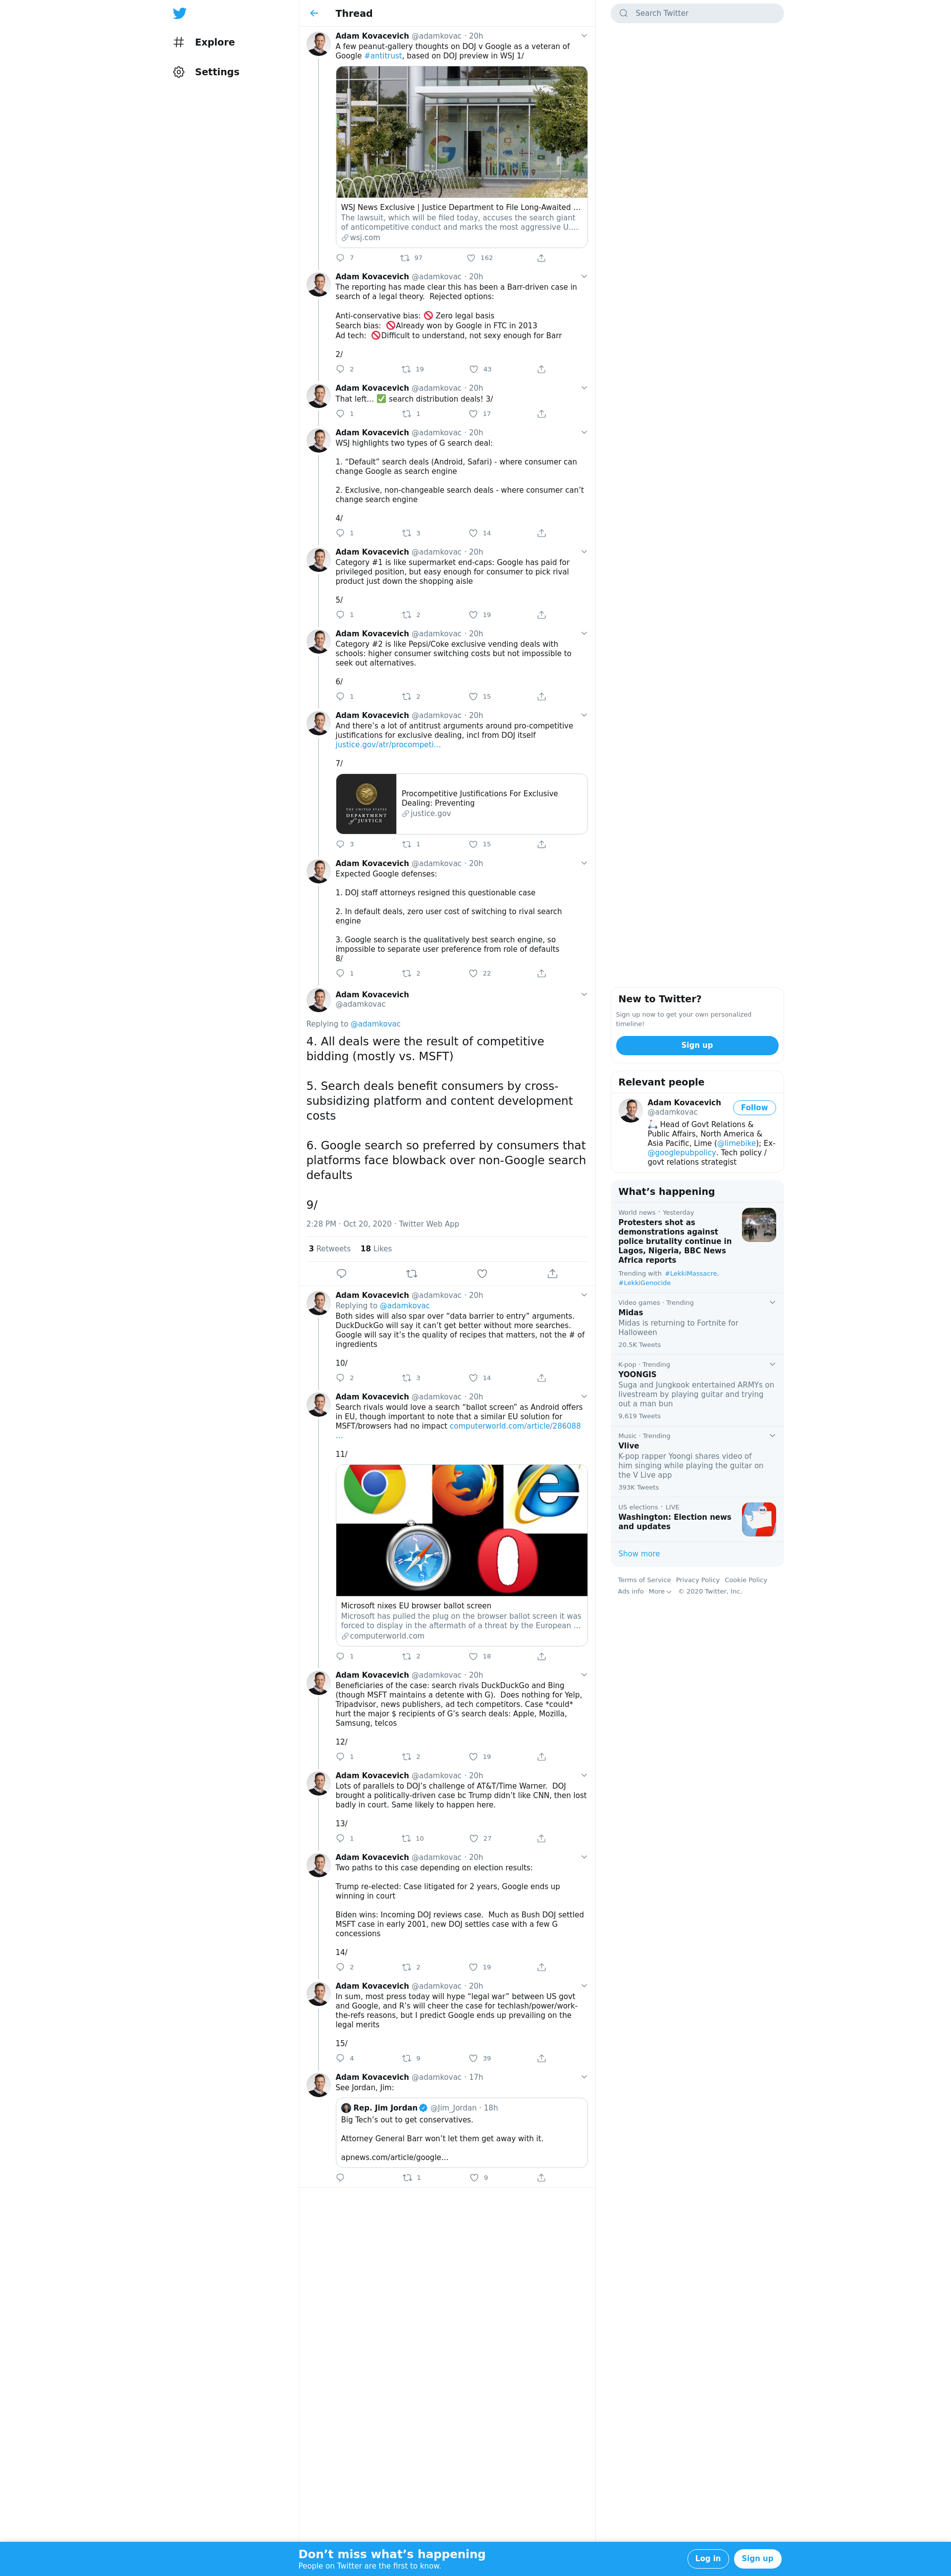 Explore
Settings
Thread
Adam Kovacevich @adamkovac · 20h
A few peanut-gallery thoughts on DOJ v Google as a veteran of
Google #antitrust, based on DOJ preview in WSJ 1/
WSJ News Exclusive | Justice Department to File Long-Awaited ...
The lawsuit, which will be filed today, accuses the search giant
of anticompetitive conduct and marks the most aggressive U....
wsj.com
7 97 162
Adam Kovacevich @adamkovac · 20h
The reporting has made clear this has been a Barr-driven case in
search of a legal theory.  Rejected options:
Anti-conservative bias: 🚫 Zero legal basis
Search bias:  🚫Already won by Google in FTC in 2013
Ad tech:  🚫Difficult to understand, not sexy enough for Barr
2/
2 19 43
Adam Kovacevich @adamkovac · 20h
That left... ✅ search distribution deals! 3/
1 1 17
Adam Kovacevich @adamkovac · 20h
WSJ highlights two types of G search deal:
1. “Default” search deals (Android, Safari) - where consumer can
change Google as search engine
2. Exclusive, non-changeable search deals - where consumer can’t
change search engine
4/
1 3 14
Adam Kovacevich @adamkovac · 20h
Category #1 is like supermarket end-caps: Google has paid for
privileged position, but easy enough for consumer to pick rival
product just down the shopping aisle
5/
1 2 19
Adam Kovacevich @adamkovac · 20h
Category #2 is like Pepsi/Coke exclusive vending deals with
schools: higher consumer switching costs but not impossible to
seek out alternatives.
6/
1 2 15
Adam Kovacevich @adamkovac · 20h
And there’s a lot of antitrust arguments around pro-competitive
justifications for exclusive dealing, incl from DOJ itself
justice.gov/atr/procompeti...
7/
THE UNITED STATES
DEPARTMENT
of JUSTICE
Procompetitive Justifications For Exclusive
Dealing: Preventing
justice.gov
3 1 15
Adam Kovacevich @adamkovac · 20h
Expected Google defenses:
1. DOJ staff attorneys resigned this questionable case
2. In default deals, zero user cost of switching to rival search
engine
3. Google search is the qualitatively best search engine, so
impossible to separate user preference from role of defaults
8/
1 2 22
Adam Kovacevich
@adamkovac
Replying to @adamkovac
4. All deals were the result of competitive
bidding (mostly vs. MSFT)
5. Search deals benefit consumers by cross-
subsidizing platform and content development
costs
6. Google search so preferred by consumers that
platforms face blowback over non-Google search
defaults
9/
2:28 PM · Oct 20, 2020 · Twitter Web App
3 Retweets 18 Likes
Adam Kovacevich @adamkovac · 20h
Replying to @adamkovac
Both sides will also spar over “data barrier to entry” arguments.
DuckDuckGo will say it can’t get better without more searches.
Google will say it’s the quality of recipes that matters, not the # of
ingredients
10/
2 3 14
Adam Kovacevich @adamkovac · 20h
Search rivals would love a search “ballot screen” as Android offers
in EU, though important to note that a similar EU solution for
MSFT/browsers had no impact computerworld.com/article/286088
...
11/
Microsoft nixes EU browser ballot screen
Microsoft has pulled the plug on the browser ballot screen it was
forced to display in the aftermath of a threat by the European ...
computerworld.com
1 2 18
Adam Kovacevich @adamkovac · 20h
Beneficiaries of the case: search rivals DuckDuckGo and Bing
(though MSFT maintains a detente with G).  Does nothing for Yelp,
Tripadvisor, news publishers, ad tech competitors. Case *could*
hurt the major $ recipients of G’s search deals: Apple, Mozilla,
Samsung, telcos
12/
1 2 19
Adam Kovacevich @adamkovac · 20h
Lots of parallels to DOJ’s challenge of AT&T/Time Warner.  DOJ
brought a politically-driven case bc Trump didn’t like CNN, then lost
badly in court. Same likely to happen here.
13/
1 10 27
Adam Kovacevich @adamkovac · 20h
Two paths to this case depending on election results:
Trump re-elected: Case litigated for 2 years, Google ends up
winning in court
Biden wins: Incoming DOJ reviews case.  Much as Bush DOJ settled
MSFT case in early 2001, new DOJ settles case with a few G
concessions
14/
2 2 19
Adam Kovacevich @adamkovac · 20h
In sum, most press today will hype “legal war” between US govt
and Google, and R’s will cheer the case for techlash/power/work-
the-refs reasons, but I predict Google ends up prevailing on the
legal merits
15/
4 9 39
Adam Kovacevich @adamkovac · 17h
See Jordan, Jim:
Rep. Jim Jordan @Jim_Jordan · 18h
Big Tech’s out to get conservatives.
Attorney General Barr won’t let them get away with it.
apnews.com/article/google...
1 9
Search Twitter
New to Twitter?
Sign up now to get your own personalized
timeline!
Sign up
Relevant people
Adam Kovacevich
@adamkovac
Follow
🛴 Head of Govt Relations &
Public Affairs, North America &
Asia Pacific, Lime (@limebike); Ex-
@googlepubpolicy. Tech policy /
govt relations strategist
What’s happening
World news · Yesterday
Protesters shot as
demonstrations against
police brutality continue in
Lagos, Nigeria, BBC News
Africa reports
Trending with #LekkiMassacre,
#LekkiGenocide
Video games · Trending
Midas
Midas is returning to Fortnite for
Halloween
20.5K Tweets
K-pop · Trending
YOONGIS
Suga and Jungkook entertained ARMYs on
livestream by playing guitar and trying
out a man bun
9,619 Tweets
Music · Trending
Vlive
K-pop rapper Yoongi shares video of
him singing while playing the guitar on
the V Live app
393K Tweets
US elections · LIVE
Washington: Election news
and updates
Show more
Terms of Service Privacy Policy Cookie Policy
Ads info More © 2020 Twitter, Inc.
Don’t miss what’s happening
People on Twitter are the first to know.
Log in Sign up